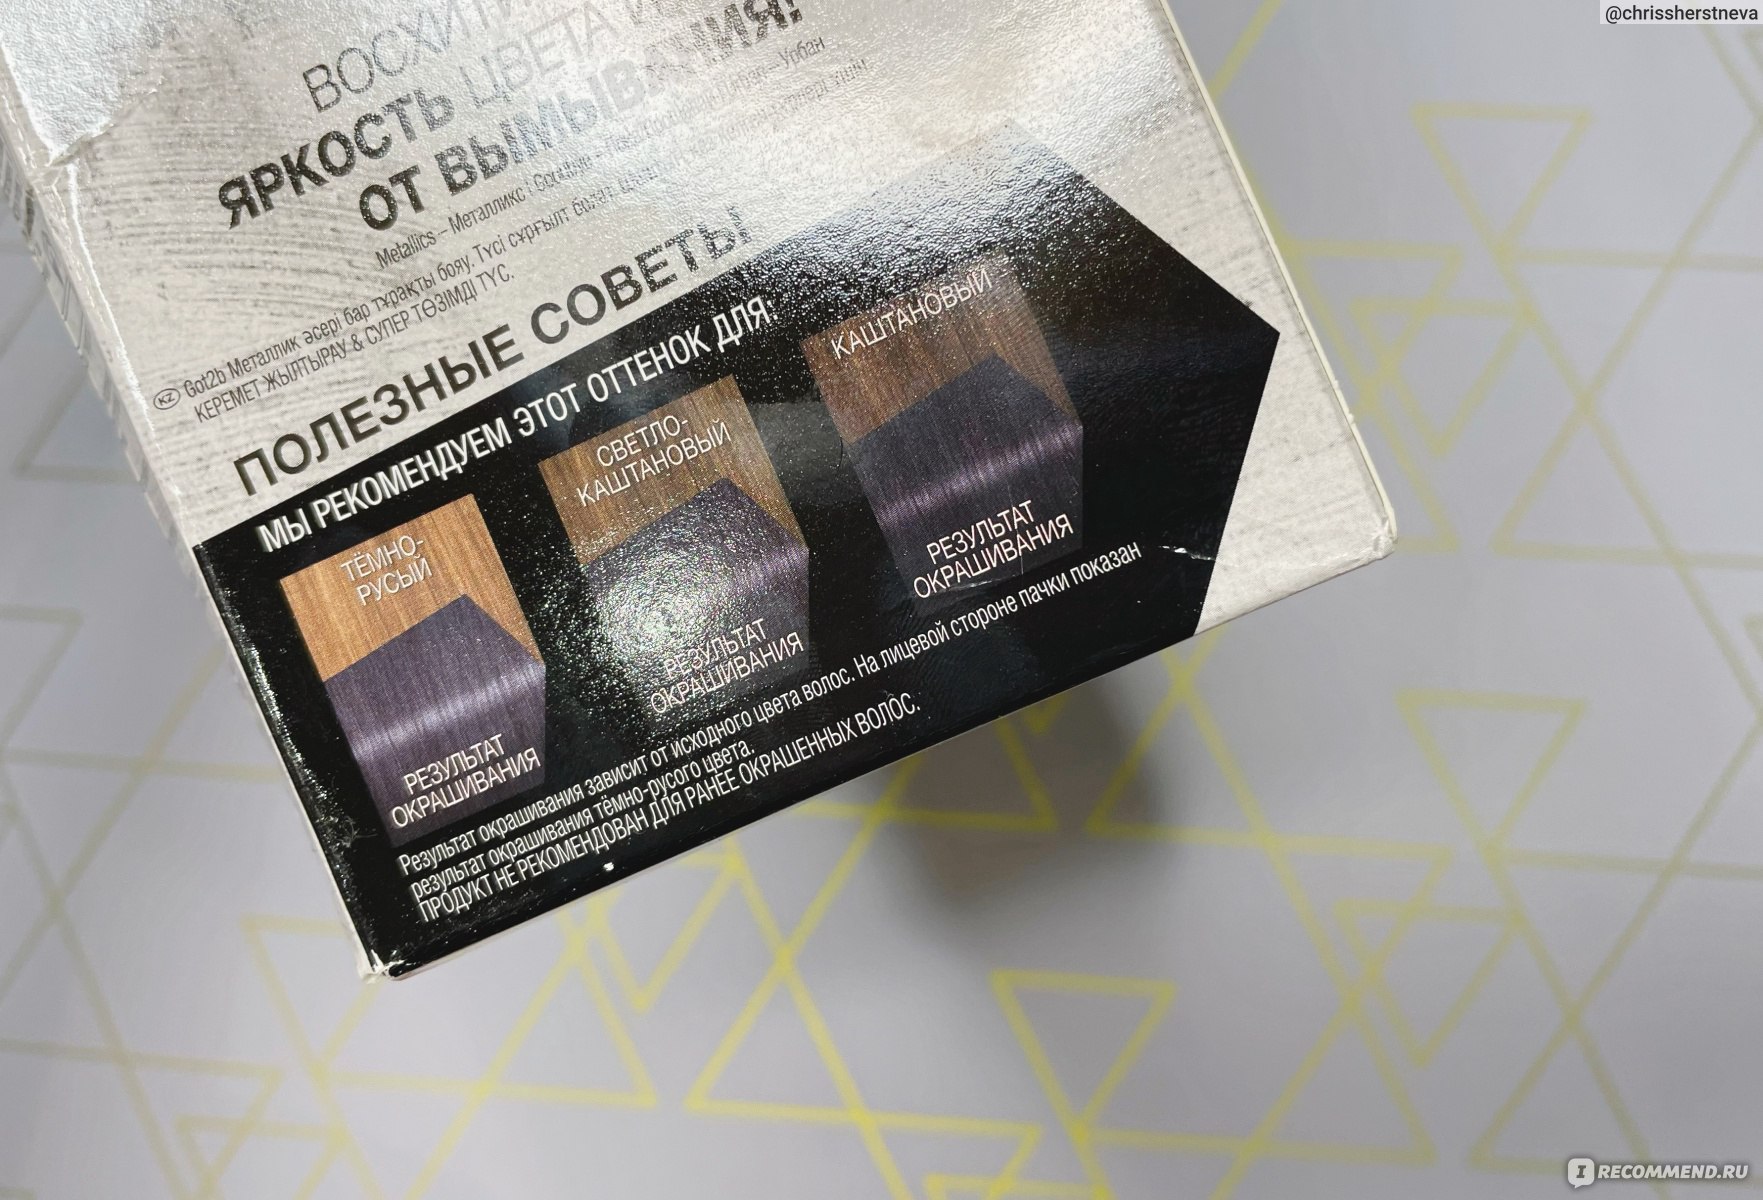 @chrissherstneva
ЯРКОСТЬ ЦВЕТА
ОТ ВЫМЫВАНИЯ!
Metallics – Металликс | Got2b
KZ Got2b Металлик әсері бар тұрақты бояу. Түсі сұрғылт
КЕРЕМЕТ ЖЫЛТЫРАУ & СУПЕР ТӨЗІМДІ ТҮС.
ПОЛЕЗНЫЕ СОВЕТЫ
МЫ РЕКОМЕНДУЕМ ЭТОТ ОТТЕНОК ДЛЯ:
ТЁМНО-
РУСЫЙ
РЕЗУЛЬТАТ
ОКРАШИВАНИЯ
СВЕТЛО-
КАШТАНОВЫЙ
РЕЗУЛЬТАТ
ОКРАШИВАНИЯ
КАШТАНОВЫЙ
РЕЗУЛЬТАТ
ОКРАШИВАНИЯ
Результат окрашивания зависит от исходного цвета волос. На лицевой стороне пачки показан
результат окрашивания тёмно-русого цвета.
ПРОДУКТ НЕ РЕКОМЕНДОВАН ДЛЯ РАНЕЕ ОКРАШЕННЫХ ВОЛОС.
I RECOMMEND.RU